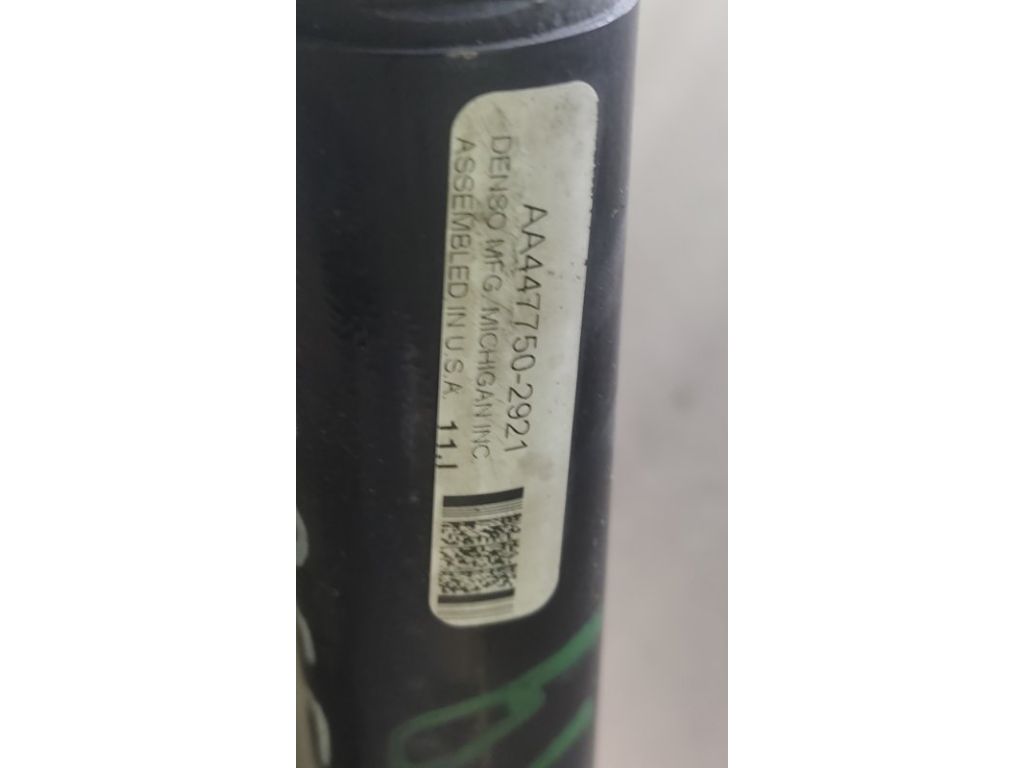 AA447750-2921
DENSO MFG/MICHIGAN INC
ASSEMBLED IN U.S.A. 11J